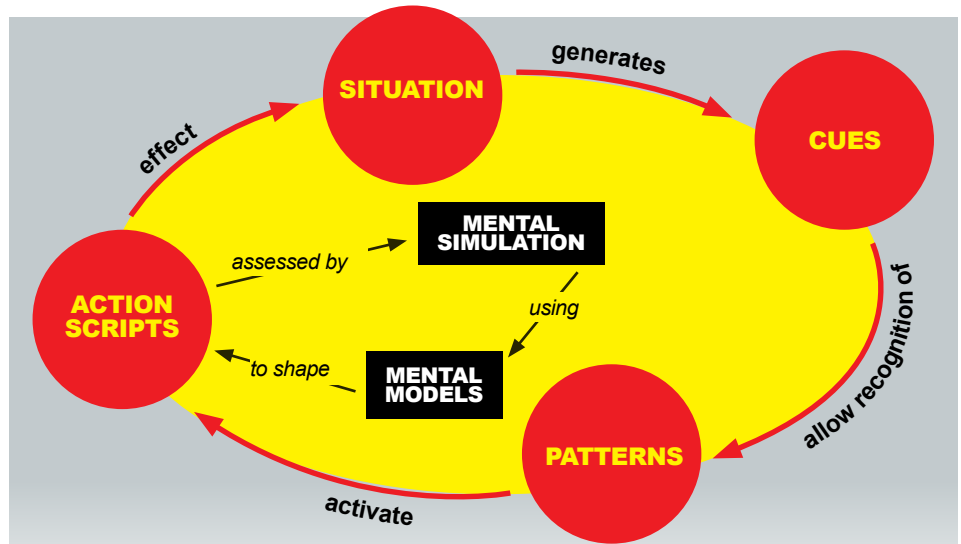 SITUATION
generates
CUES
allow recognition of
PATTERNS
activate
ACTION
SCRIPTS
effect
assessed by
MENTAL
SIMULATION
using
MENTAL
MODELS
to shape